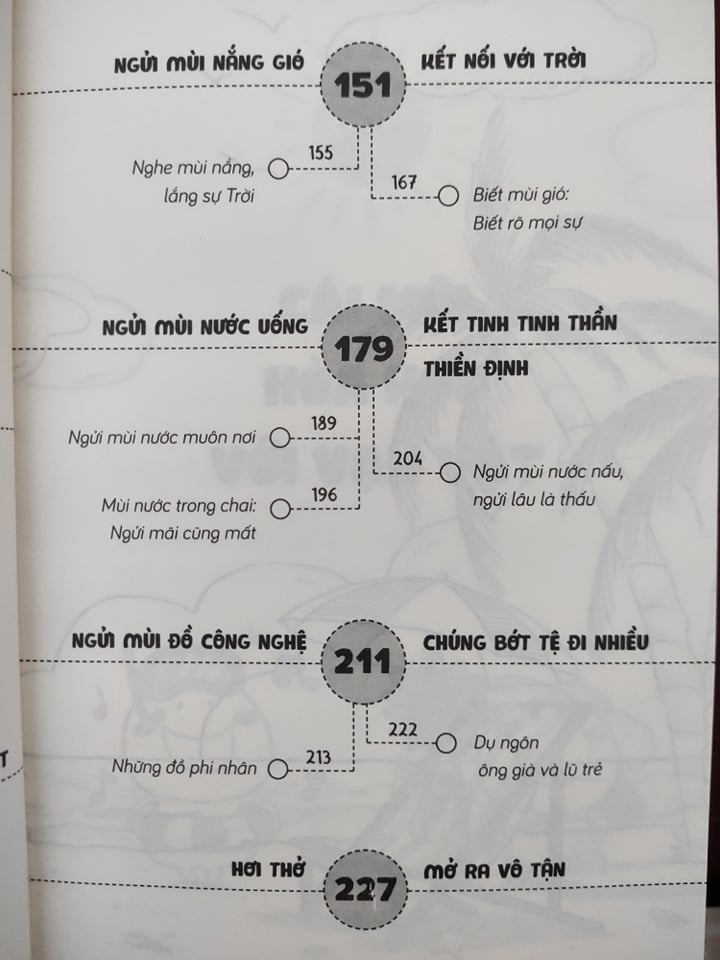 NGỬI MÙI NẮNG GIÓ 151 KẾT NỐI VỚI TRỜI
155
Nghe mùi nắng,
lắng sự Trời
167
Biết mùi gió:
Biết rõ mọi sự
NGỬI MÙI NƯỚC UỐNG 179 KẾT TINH TINH THẦN
THIỀN ĐỊNH
189
Ngửi mùi nước muôn nơi
196
Mùi nước trong chai:
Ngửi mãi cũng mất
204
Ngửi mùi nước nấu,
ngửi lâu là thấu
NGỬI MÙI ĐỒ CÔNG NGHỆ 211 CHÚNG BỚT TỆ ĐI NHIỀU
213
Những đồ phi nhân
222
Dụ ngôn
ông già và lũ trẻ
HƠI THỞ 227 MỞ RA VÔ TẬN
T